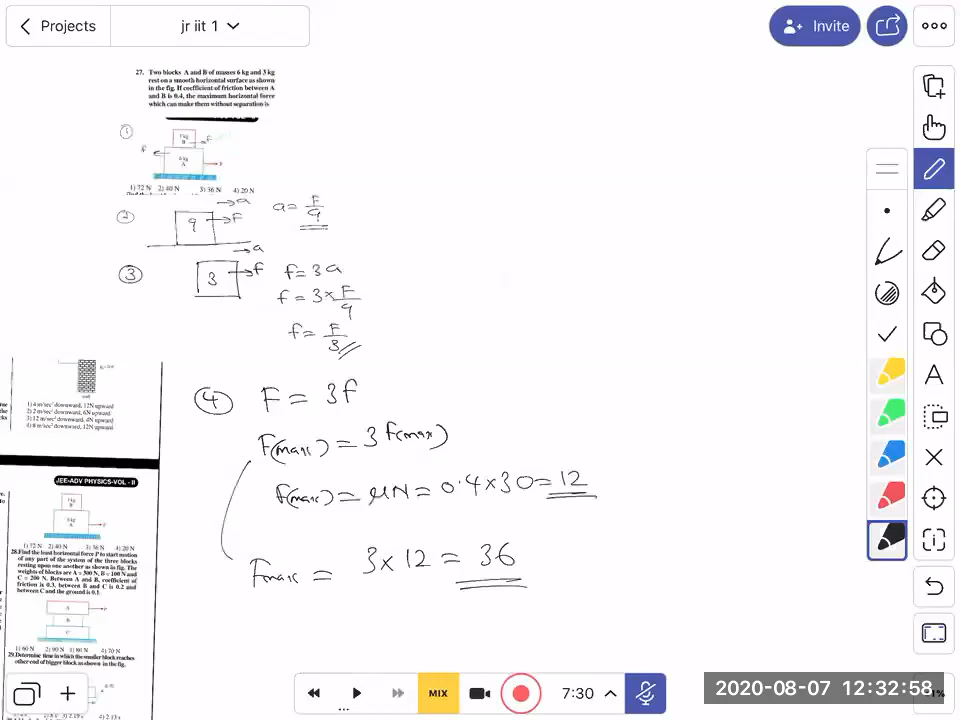 Projects
jr iit 1
Invite
27. Two blocks A and B of masses 6 kg and 3 kg
rest on a smooth horizontal surface as shown
in the fig. If coefficient of friction between A
and B is 0.4, the maximum horizontal force
which can make them without separation is
1
3 kg
B
f
f
6 kg
A
F
1) 72 N 2) 40 N 3) 36 N 4) 20 N
2
9
F
a
a = F/9
3
3
f
a
f = 3a
f = 3 × F/9
f = F/3
4
F = 3f
F(max) = 3 f(max)
f(max) = μN = 0.4 × 30 = 12
Fmax = 3 × 12 = 36
1) 4 m/sec² downward, 12N upward
2) 2 m/sec² downward, 6N upward
3) 12 m/sec² downward, 4N upward
4) 8 m/sec² downward, 12N upward
JEE-ADV PHYSICS-VOL - II
1) 72 N 2) 40 N 3) 36 N 4) 20 N
28. Find the least horizontal force P to start motion
of any part of the system of the three blocks
resting upon one another as shown in fig. The
weights of blocks are A = 300 N, B = 100 N and
C = 200 N. Between A and B, coefficient of
friction is 0.3, between B and C is 0.2 and
between C and the ground is 0.1.
A
B
C
1) 60 N 2) 90 N 3) 80 N 4) 70 N
29. Determine time in which the smaller block reaches
other end of bigger block as shown in the fig.
4) 2.13 s
MIX
7:30
2020-08-07 12:32:58